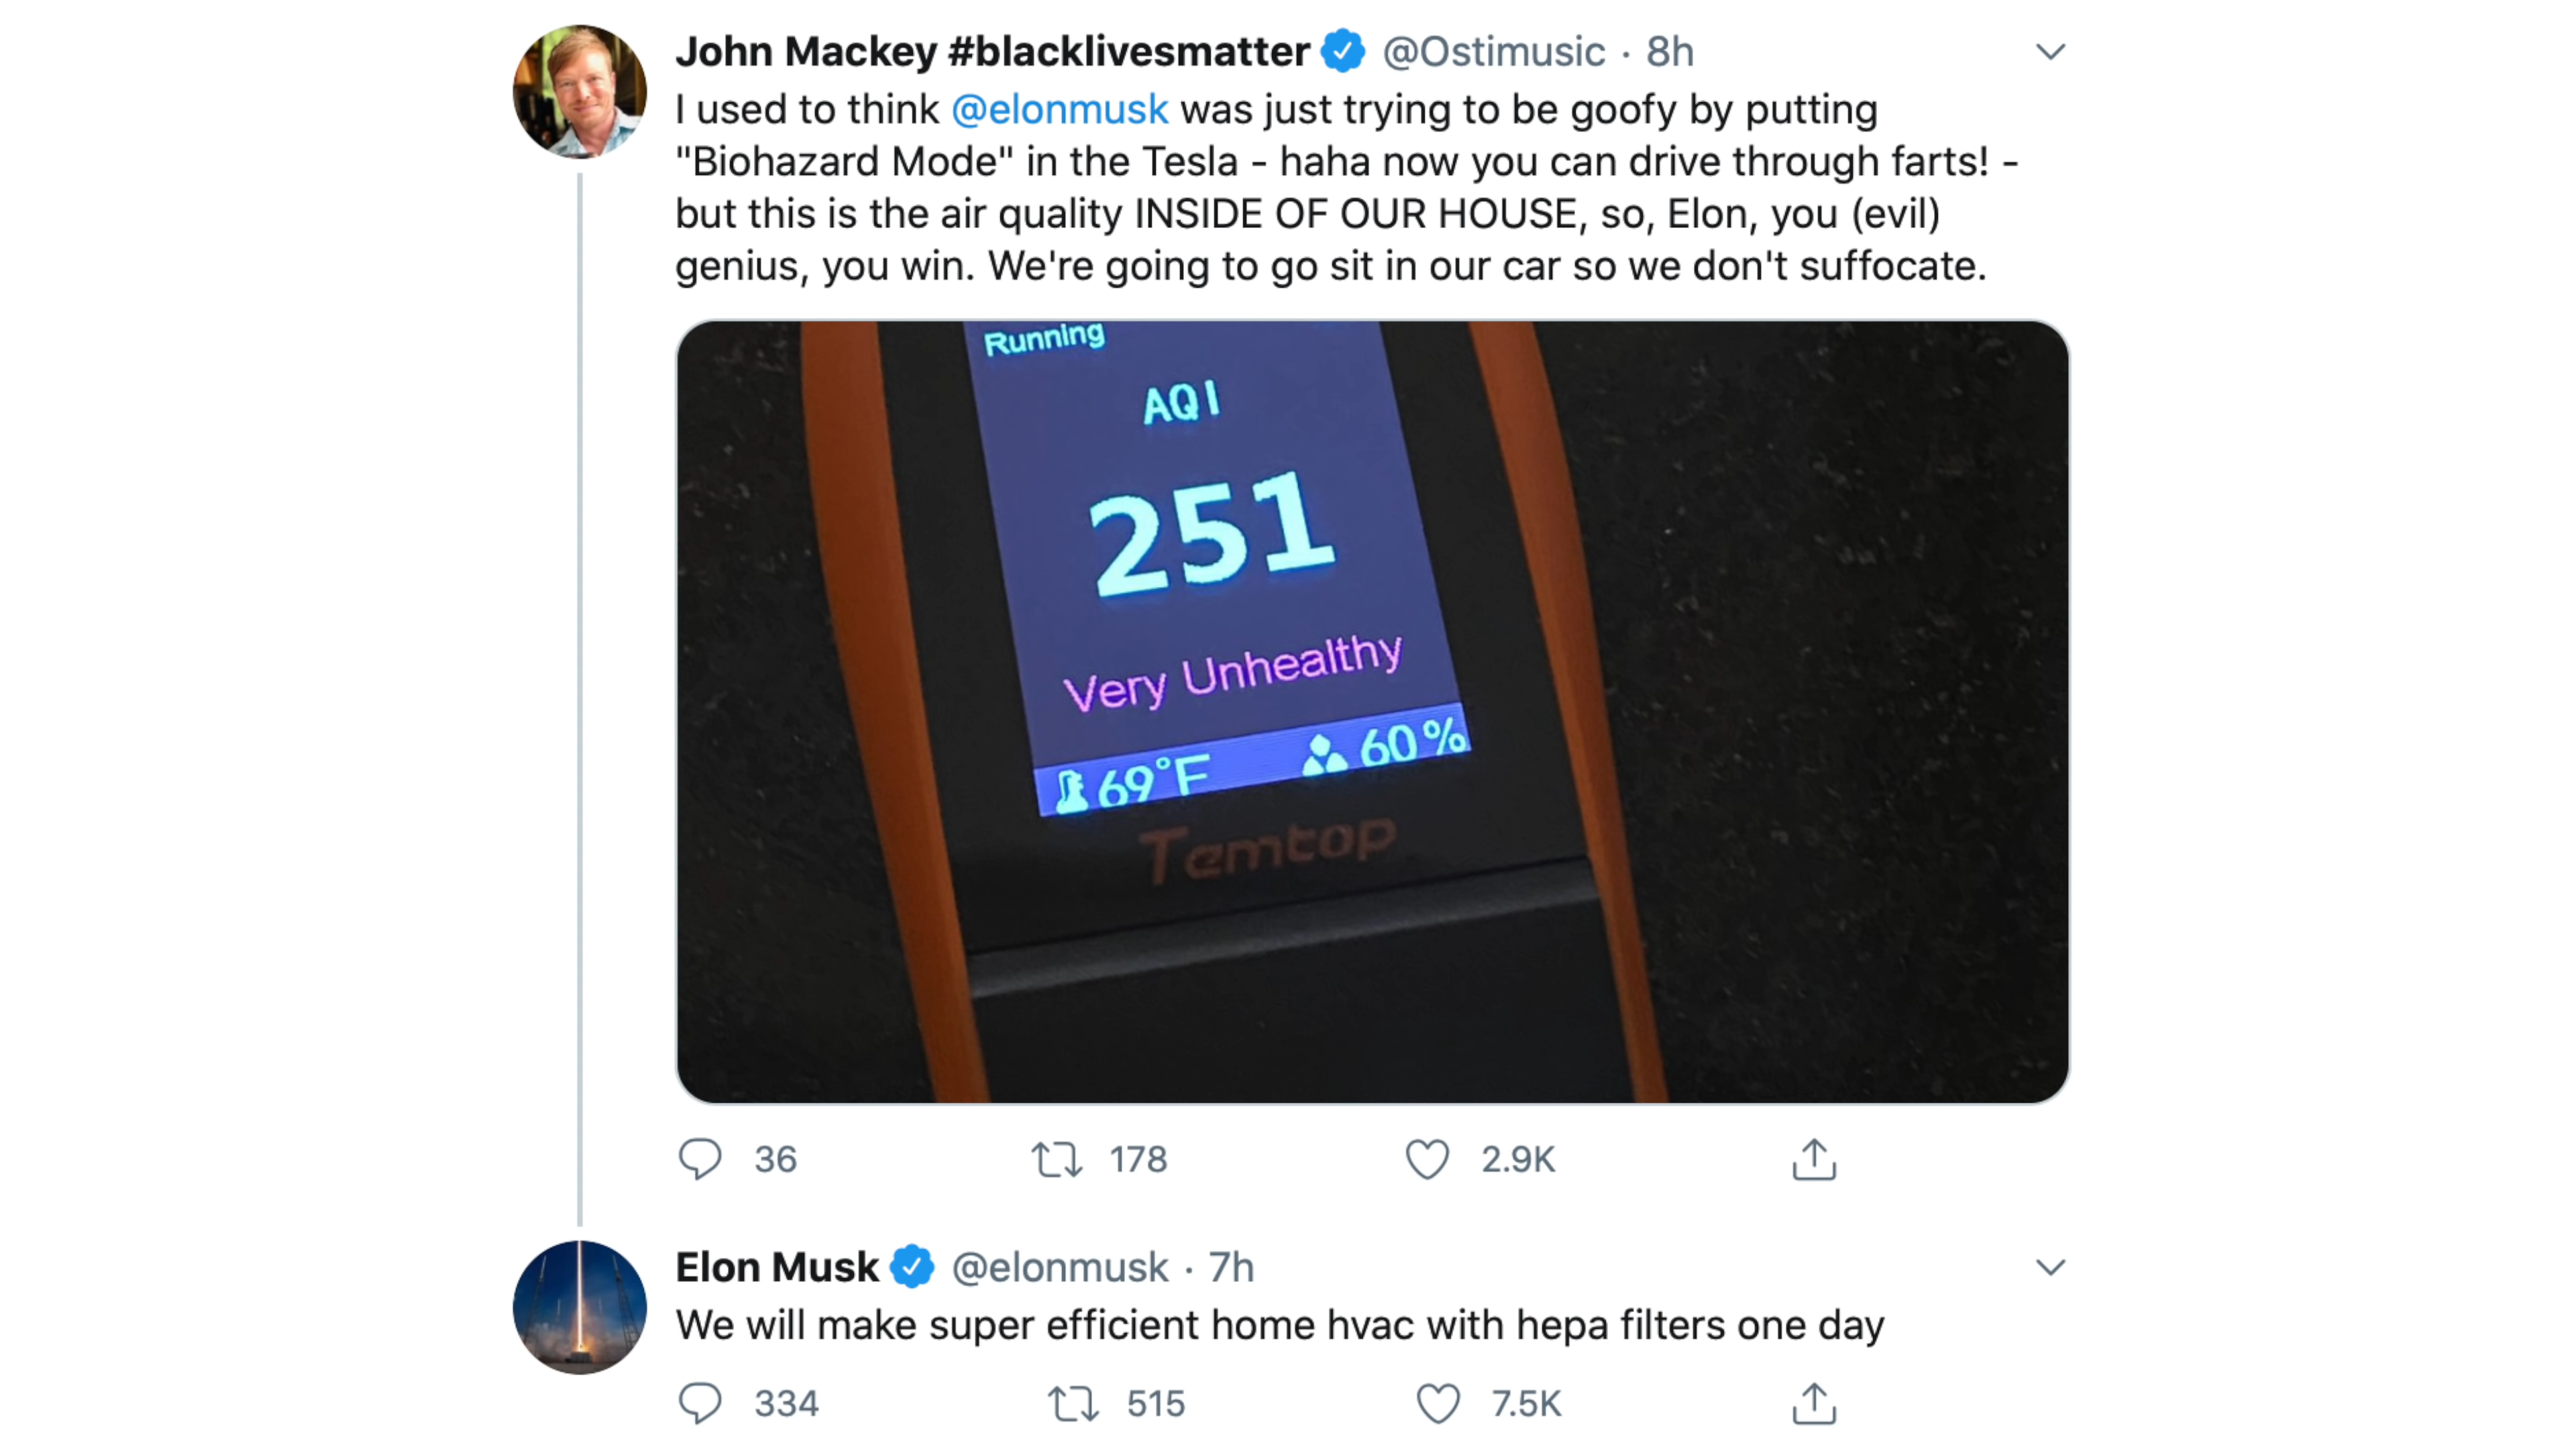 John Mackey #blacklivesmatter @Ostimusic · 8h
I used to think @elonmusk was just trying to be goofy by putting
"Biohazard Mode" in the Tesla - haha now you can drive through farts! -
but this is the air quality INSIDE OF OUR HOUSE, so, Elon, you (evil)
genius, you win. We're going to go sit in our car so we don't suffocate.
Running
AQI
251
Very Unhealthy
69°F 60%
Temtop
36 178 2.9K
Elon Musk @elonmusk · 7h
We will make super efficient home hvac with hepa filters one day
334 515 7.5K